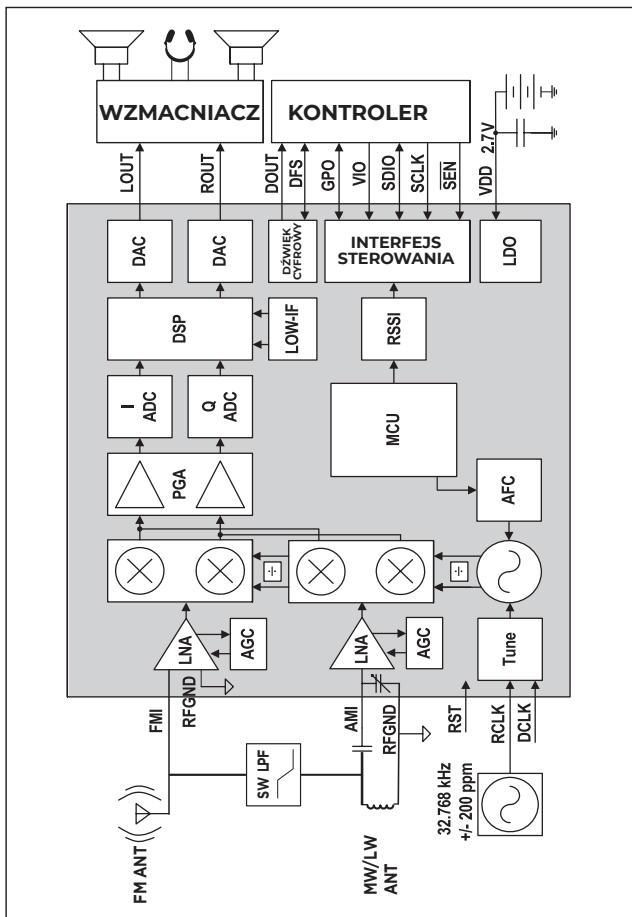 WZMACNIACZ
KONTROLER
LOUT
ROUT
DOUT
DFS
GPO
VIO
SDIO
SCLK
SEN
VDD
2.7V
DAC
DAC
DŹWIĘK
CYFROWY
INTERFEJS
STEROWANIA
LDO
DSP
LOW-IF
RSSI
I
ADC
Q
ADC
MCU
PGA
AFC
÷
÷
LNA
AGC
LNA
AGC
Tune
FMI
RFGND
AMI
RFGND
RST
RCLK
DCLK
SW LPF
32.768 kHz
+/- 200 ppm
FM ANT
MW/LW
ANT